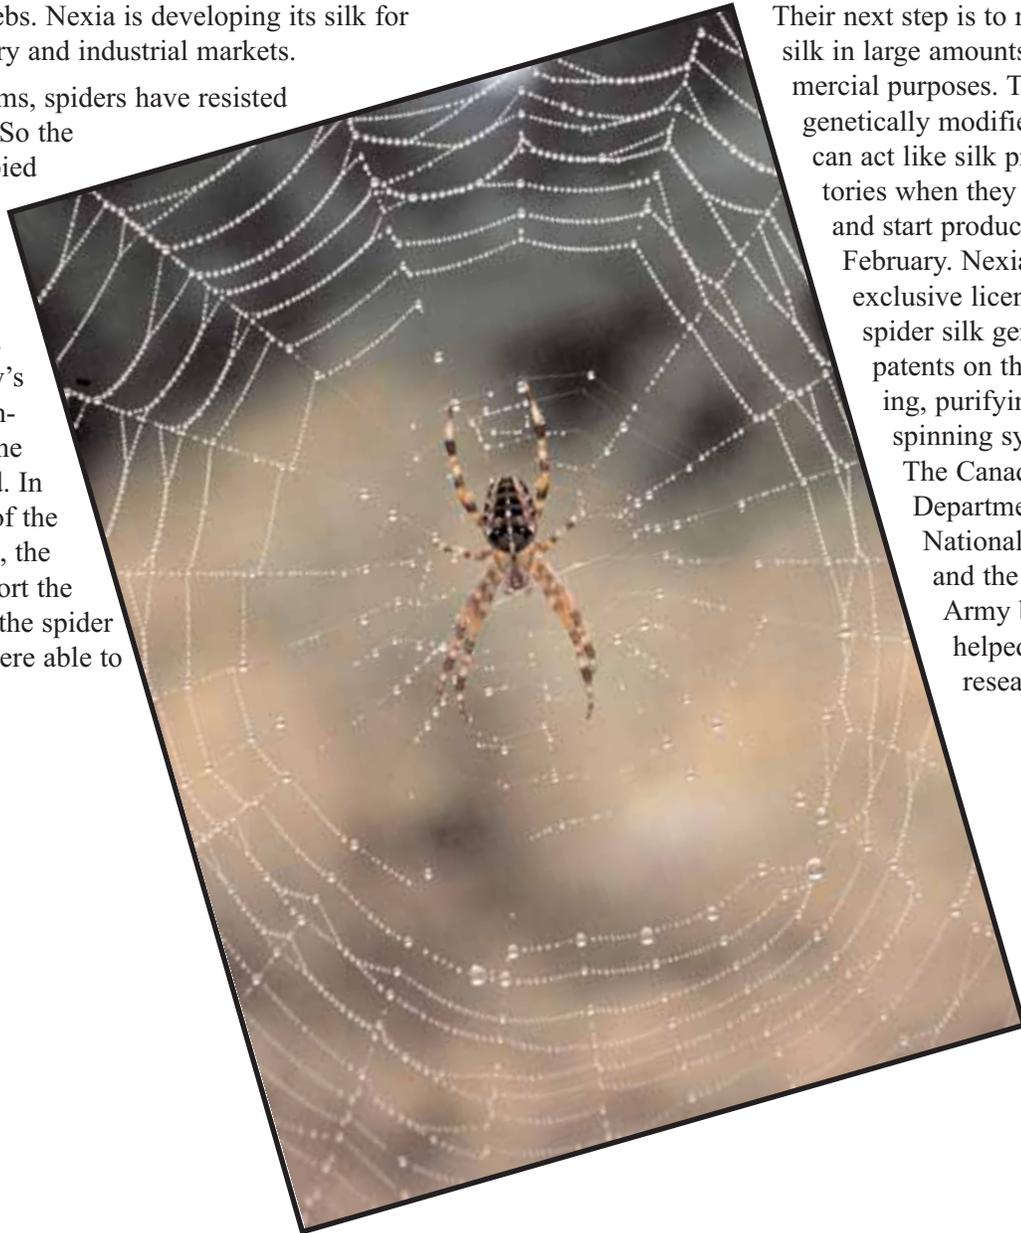 ebs. Nexia is developing its silk for
ry and industrial markets.
ms, spiders have resisted
So the
ied
y's
n-
ne
l. In
of the
, the
ort the
the spider
ere able to
Their next step is to
silk in large amounts
mercial purposes. T
genetically modifie
can act like silk p
tories when they
and start produc
February. Nexia
exclusive licen
spider silk ge
patents on th
ing, purifyin
spinning sy
The Canad
Departme
National
and the
Army
helped
resea